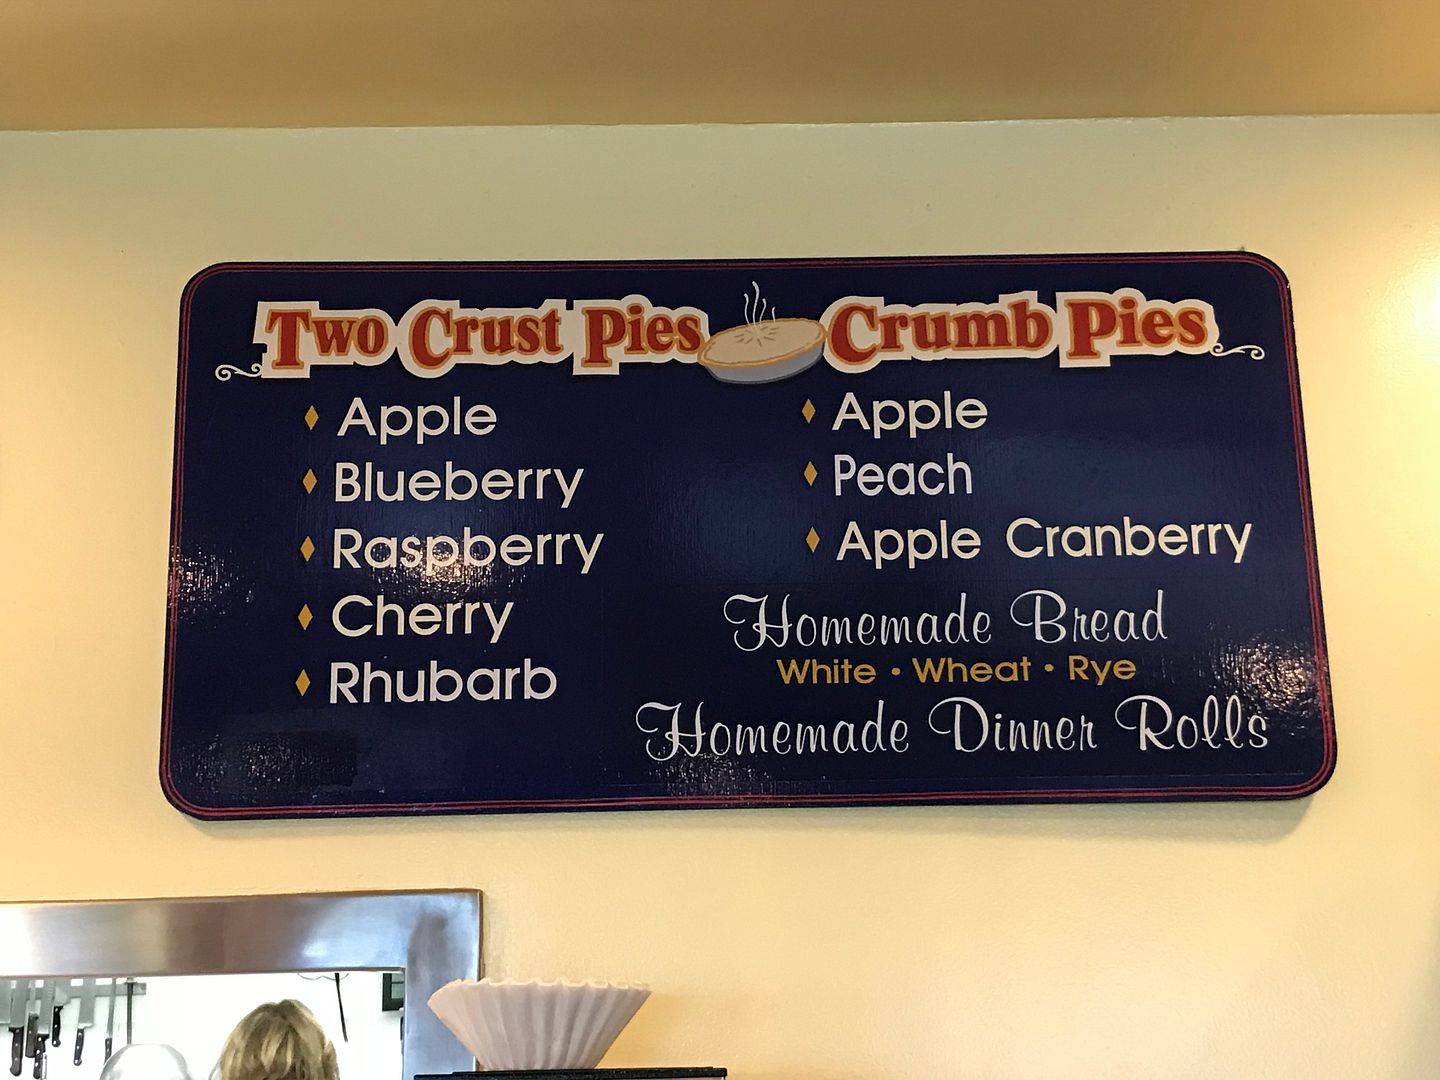 Two Crust Pies
Apple
Blueberry
Raspberry
Cherry
Rhubarb
Crumb Pies
Apple
Peach
Apple Cranberry
Homemade Bread
White • Wheat • Rye
Homemade Dinner Rolls